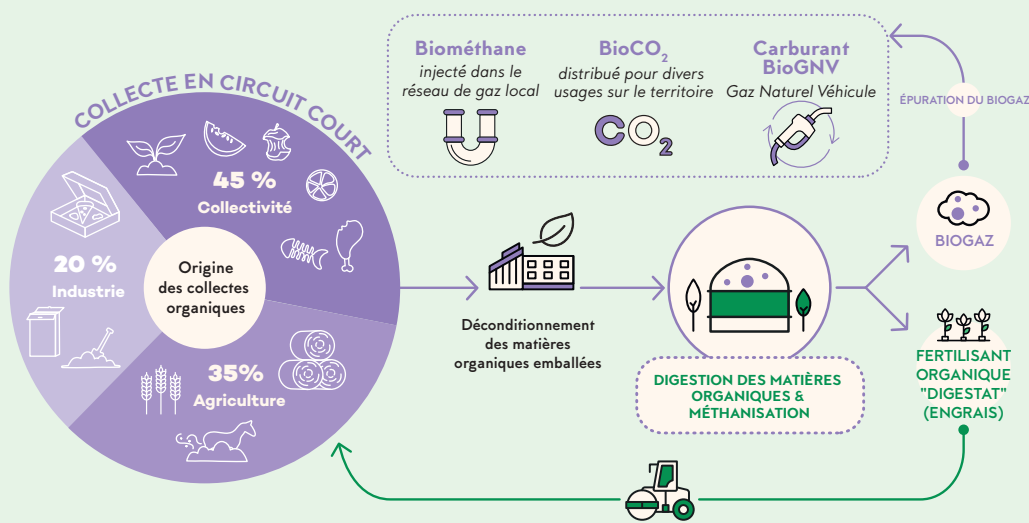 COLLECTE EN CIRCUIT COURT
45 %
Collectivité
20 %
Industrie
35%
Agriculture
Origine
des collectes
organiques
Déconditionnement
des matières
organiques emballées
DIGESTION DES MATIÈRES
ORGANIQUES &
MÉTHANISATION
Biométhane
injecté dans le
réseau de gaz local
BioCO2
distribué pour divers
usages sur le territoire
CO2
Carburant
BioGNV
Gaz Naturel Véhicule
ÉPURATION DU BIOGAZ
BIOGAZ
FERTILISANT
ORGANIQUE
"DIGESTAT"
(ENGRAIS)